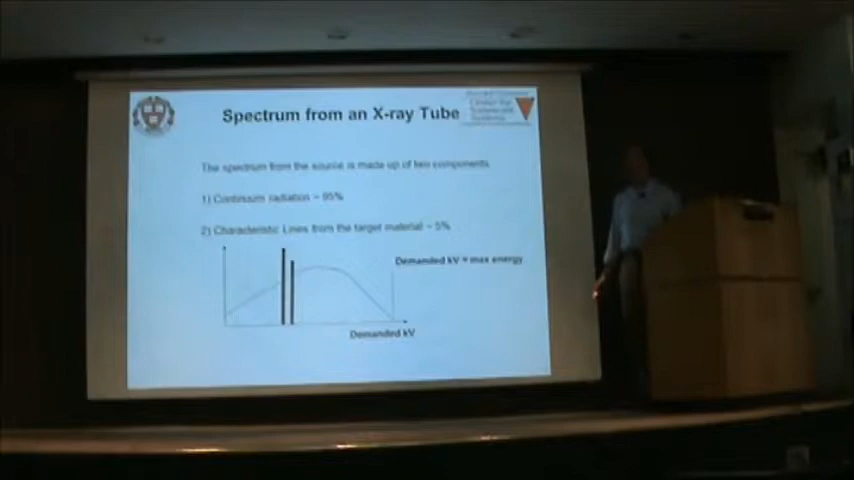 Spectrum from an X-ray Tube
The spectrum from the source is made up of two components
1) Continuum radiation ~ 95%
2) Characteristic Lines from the target material ~ 5%
Demanded kV = max energy
Demanded kV